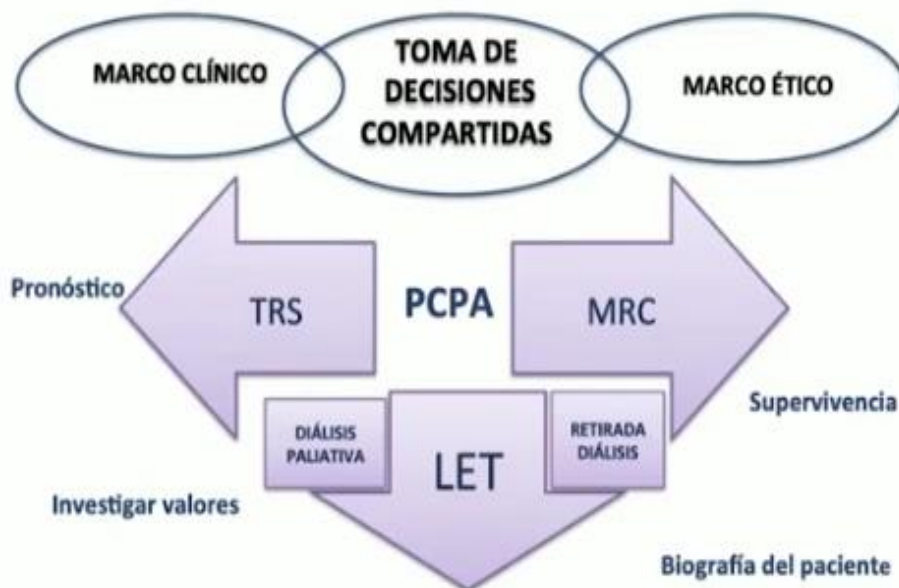 MARCO CLÍNICO
TOMA DE
DECISIONES
COMPARTIDAS
MARCO ÉTICO
Pronóstico
TRS
PCPA
MRC
Supervivencia
DIÁLISIS
PALIATIVA
LET
RETIRADA
DIÁLISIS
Investigar valores
Biografía del paciente